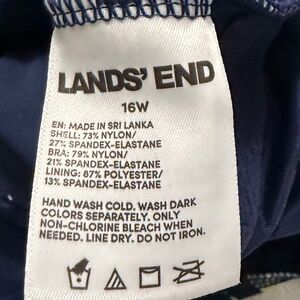 LANDS' END
16W
EN: MADE IN SRI LANKA
SHELL: 73% NYLON/
27% SPANDEX-ELASTANE
BRA: 79% NYLON/
21% SPANDEX-ELASTANE
LINING: 87% POLYESTER/
13% SPANDEX-ELASTANE
HAND WASH COLD. WASH DARK
COLORS SEPARATELY. ONLY
NON-CHLORINE BLEACH WHEN
NEEDED. LINE DRY. DO NOT IRON.